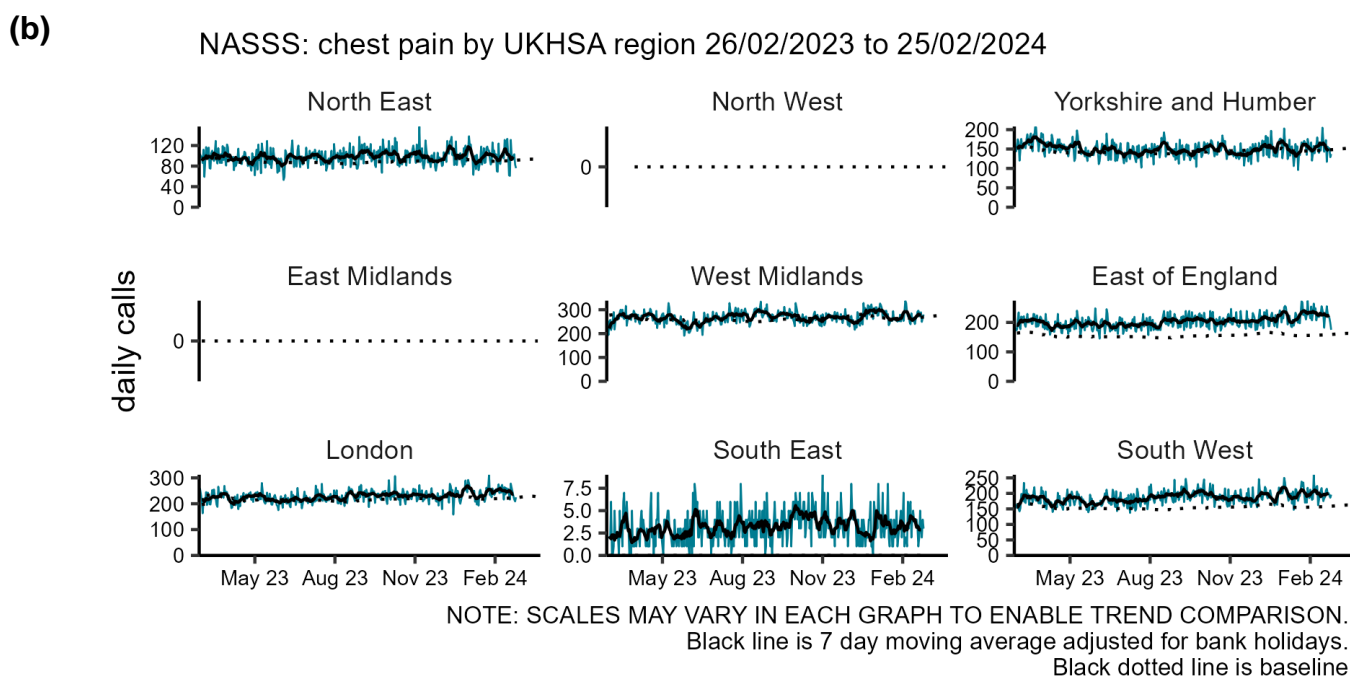 (b)
NASSS: chest pain by UKHSA region 26/02/2023 to 25/02/2024
daily calls
North East
120
80
40
0
North West
0
Yorkshire and Humber
200
150
100
50
0
East Midlands
0
West Midlands
300
200
100
0
East of England
200
100
0
London
300
200
100
0
May 23 Aug 23 Nov 23 Feb 24
South East
7.5
5.0
2.5
0.0
May 23 Aug 23 Nov 23 Feb 24
South West
250
200
150
100
50
0
May 23 Aug 23 Nov 23 Feb 24
NOTE: SCALES MAY VARY IN EACH GRAPH TO ENABLE TREND COMPARISON.
Black line is 7 day moving average adjusted for bank holidays.
Black dotted line is baseline